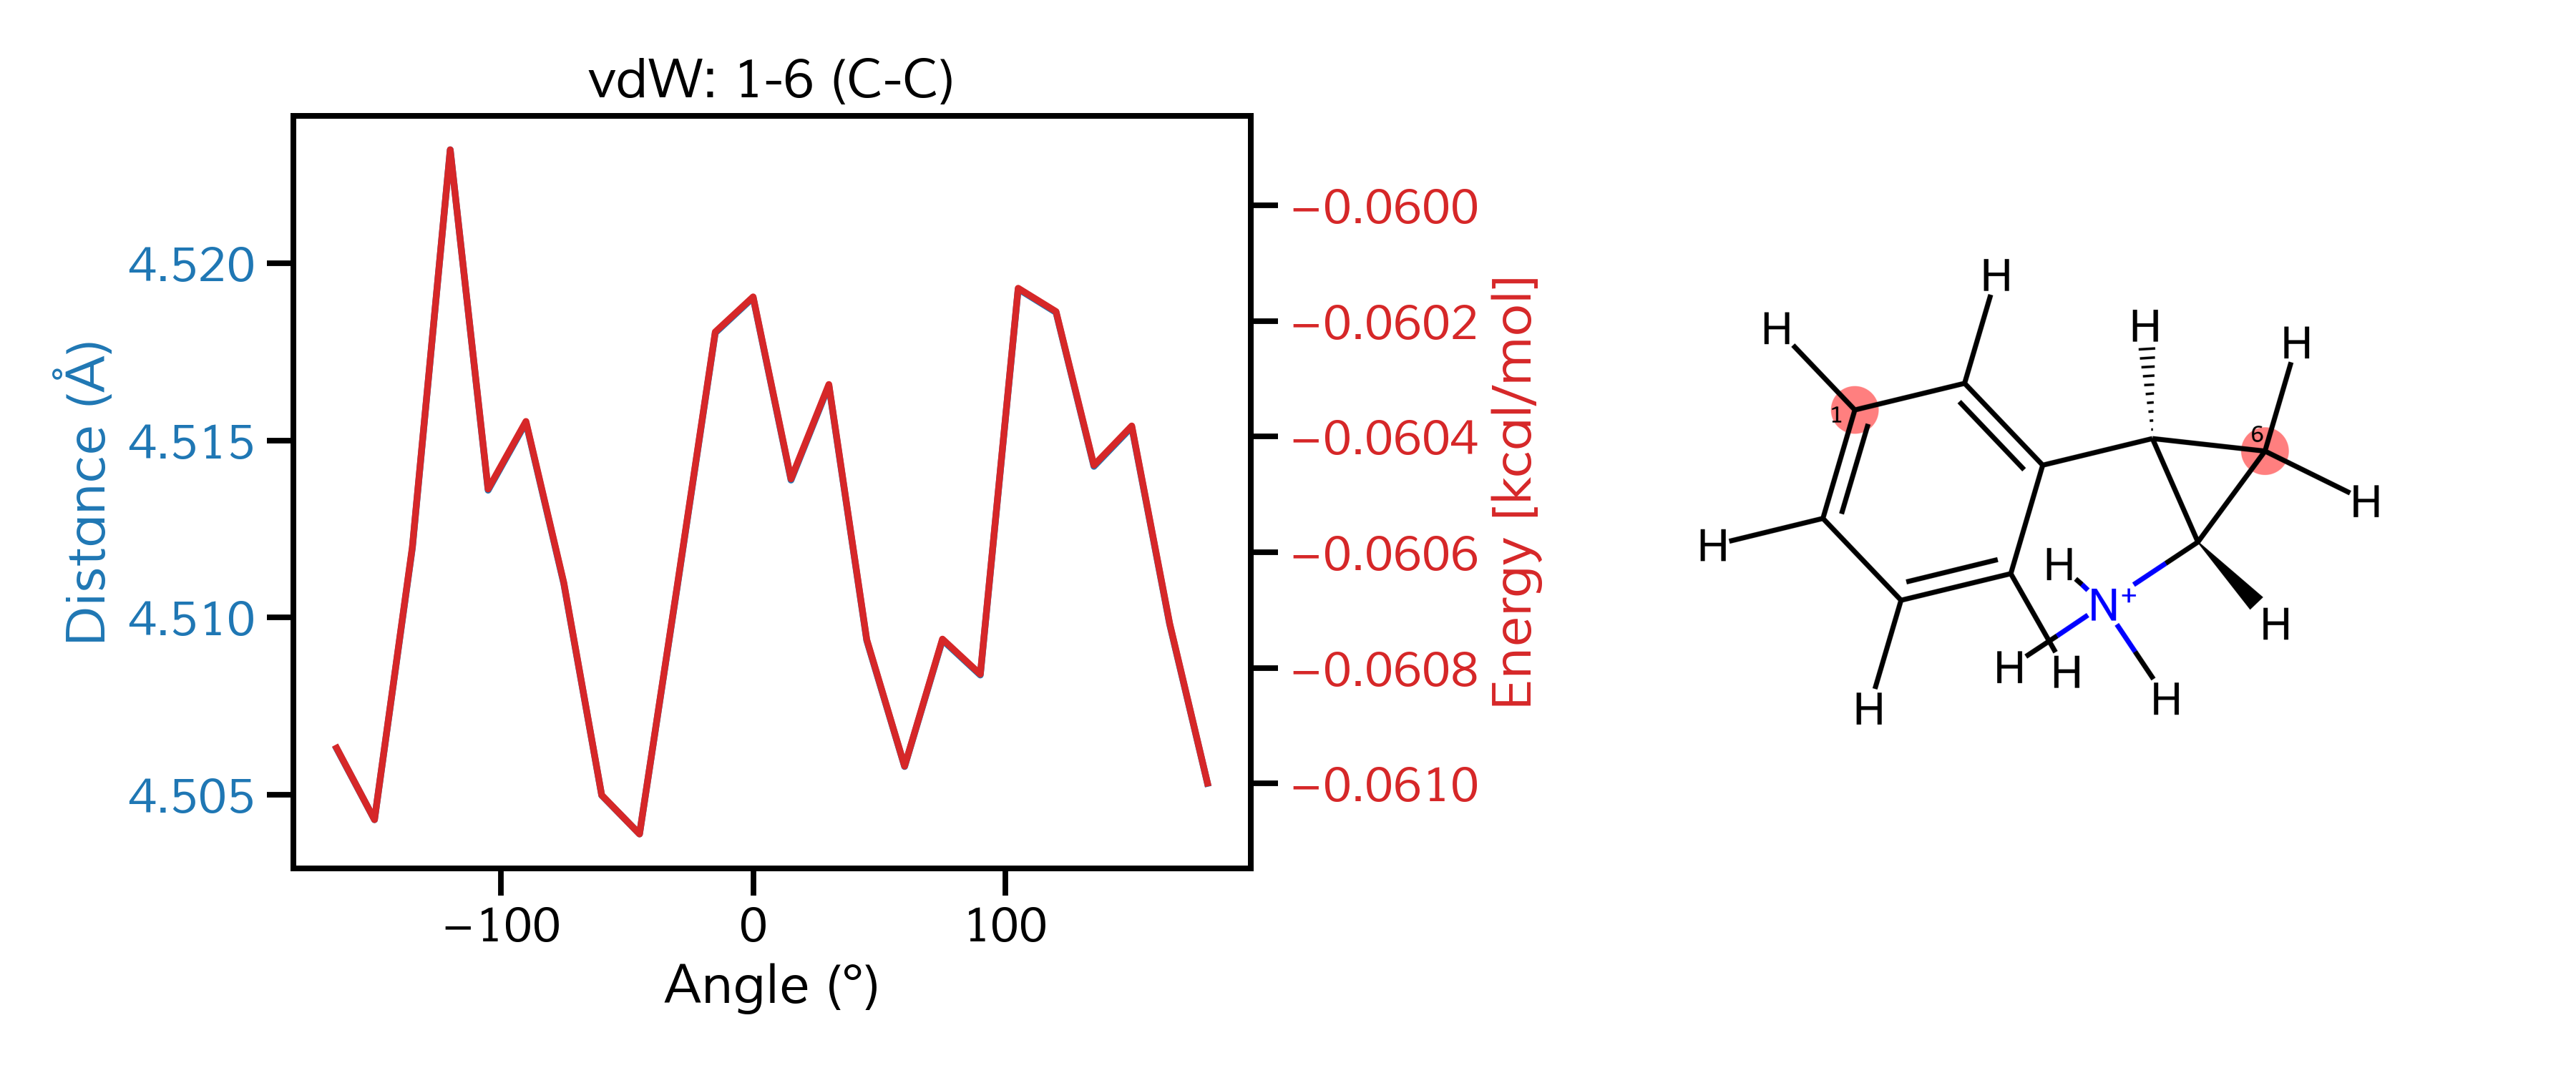 vdW: 1-6 (C-C)
Distance (Å)
4.520
4.515
4.510
4.505
−0.0600
−0.0602
−0.0604
−0.0606
−0.0608
−0.0610
Energy [kcal/mol]
−100
0
100
Angle (°)
H
H
H
H
1
6
H
H
H
N+
H
H
H
H
H